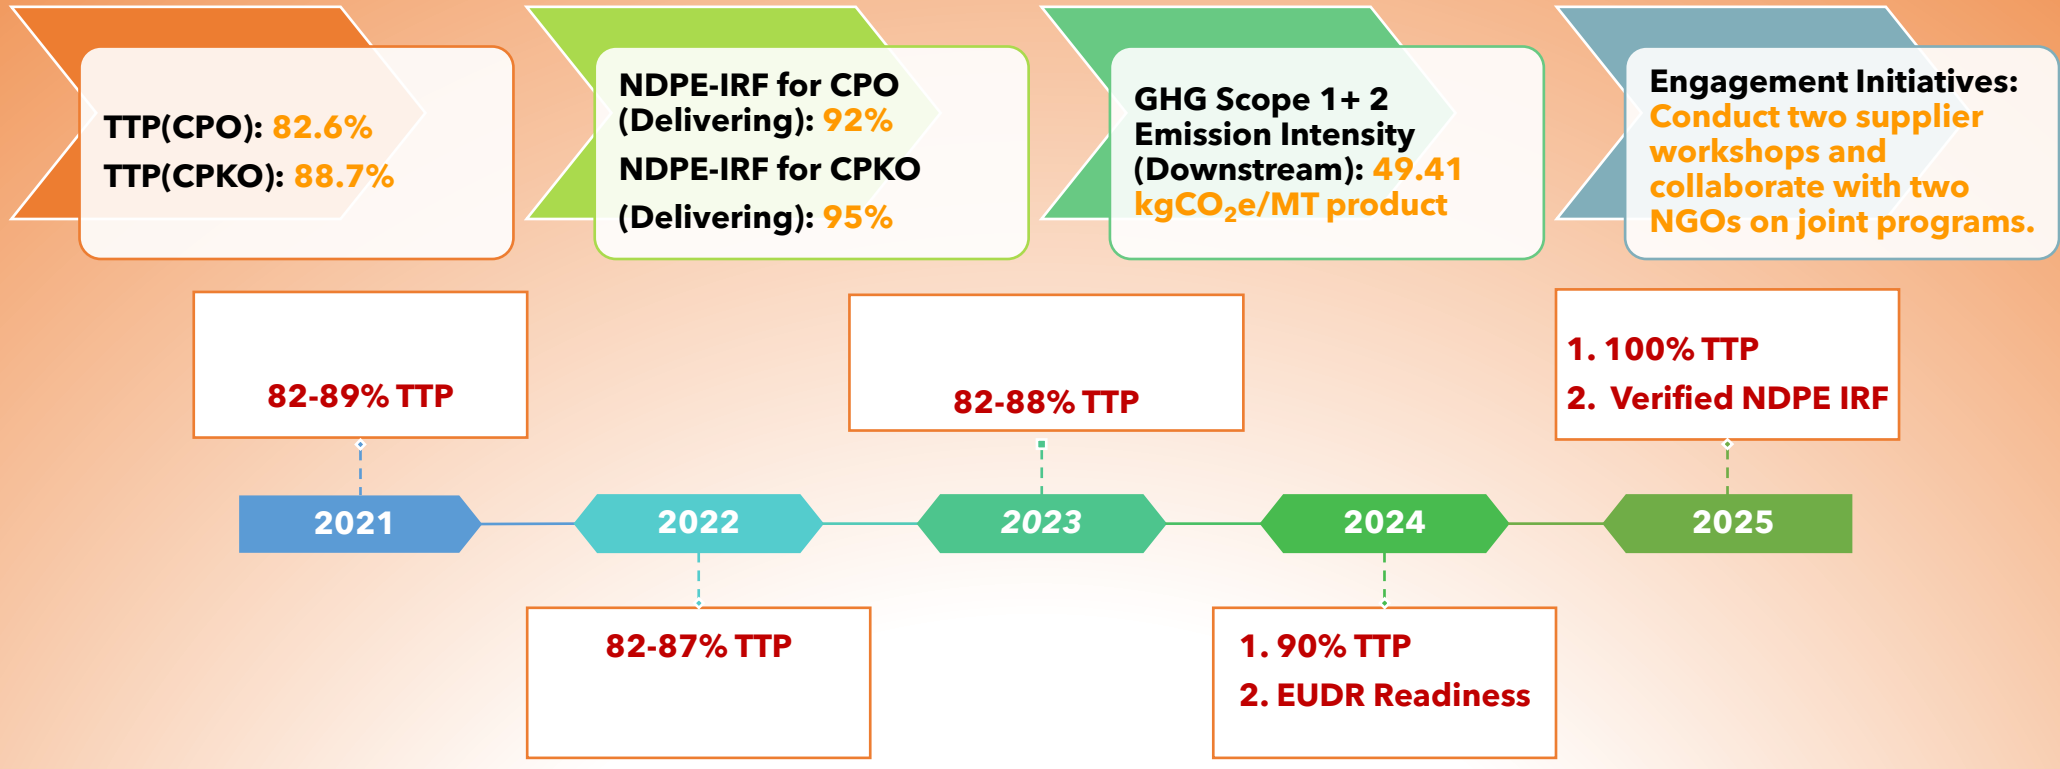 TTP(CPO): 82.6%
TTP(CPKO): 88.7%
NDPE-IRF for CPO
(Delivering): 92%
NDPE-IRF for CPKO
(Delivering): 95%
GHG Scope 1+ 2
Emission Intensity
(Downstream): 49.41
kgCO₂e/MT product
Engagement Initiatives:
Conduct two supplier
workshops and
collaborate with two
NGOs on joint programs.
82-89% TTP
82-88% TTP
1. 100% TTP
2. Verified NDPE IRF
2021
2022
2023
2024
2025
82-87% TTP
1. 90% TTP
2. EUDR Readiness